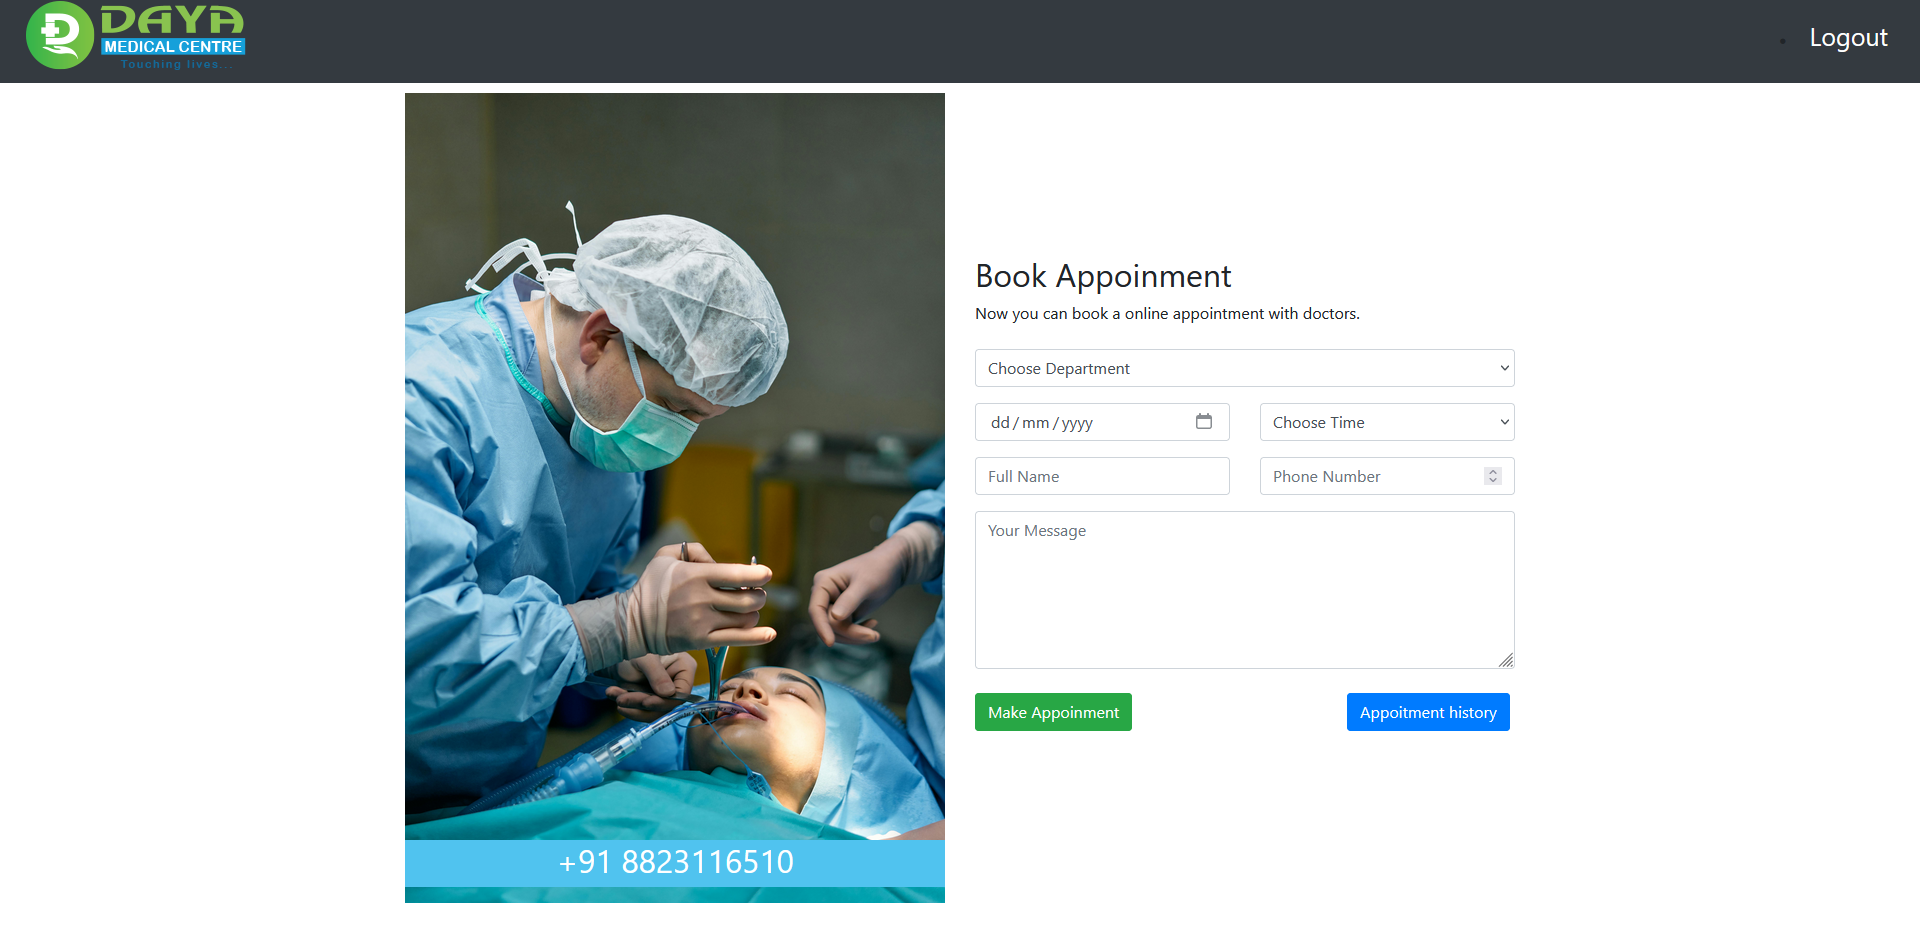 DAYA
MEDICAL CENTRE
Touching lives...
Logout
Book Appoinment
Now you can book a online appointment with doctors.
Choose Department
dd/mm/yyyy
Choose Time
Full Name
Phone Number
Your Message
Make Appoinment
Appoitment history
+91 8823116510